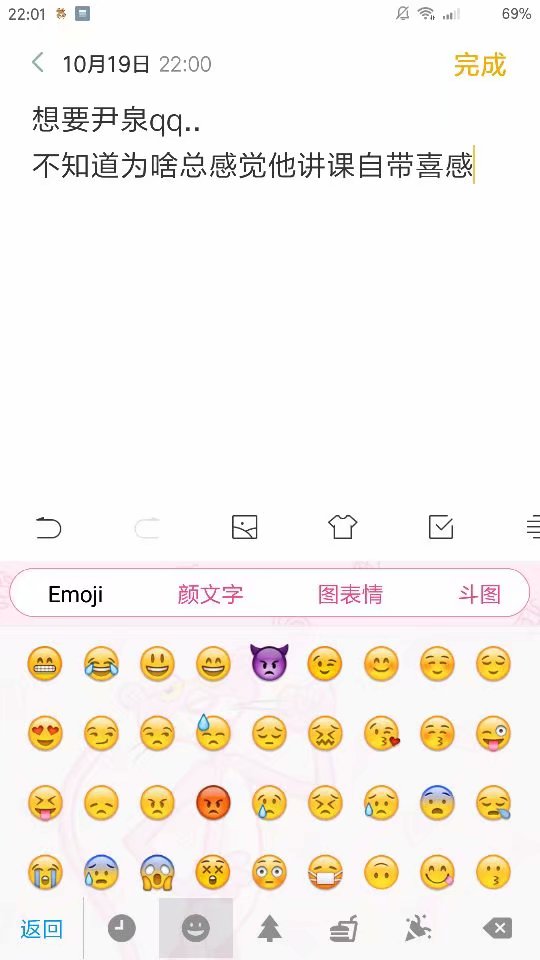 22:01
69%
10月19日 22:00
完成
想要尹泉qq..
不知道为啥总感觉他讲课自带喜感
Emoji
颜文字
图表情
斗图
返回